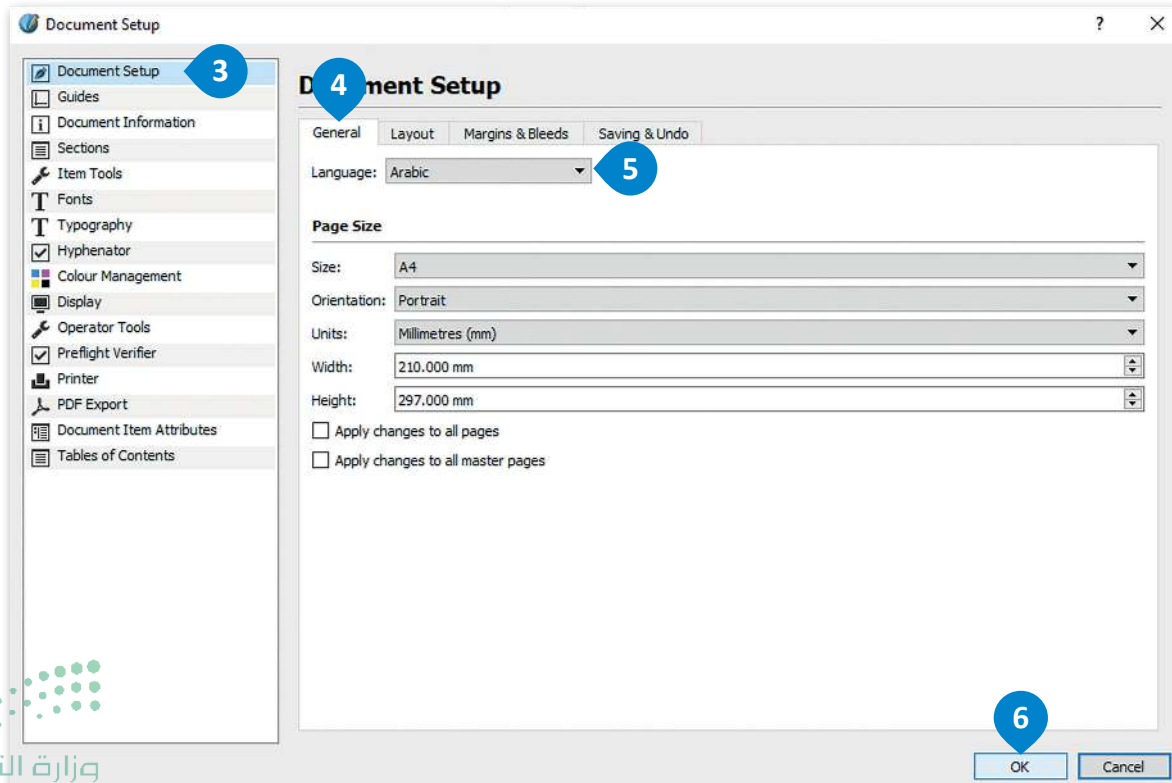 Document Setup
?
Document Setup
3
Guides
Document Information
Sections
Item Tools
Fonts
Typography
Hyphenator
Colour Management
Display
Operator Tools
Preflight Verifier
Printer
PDF Export
Document Item Attributes
Tables of Contents
4
ment Setup
General Layout Margins & Bleeds Saving & Undo
Language: Arabic
5
Page Size
Size: A4
Orientation: Portrait
Units: Millimetres (mm)
Width: 210.000 mm
Height: 297.000 mm
Apply changes to all pages
Apply changes to all master pages
6
OK Cancel
وزارة